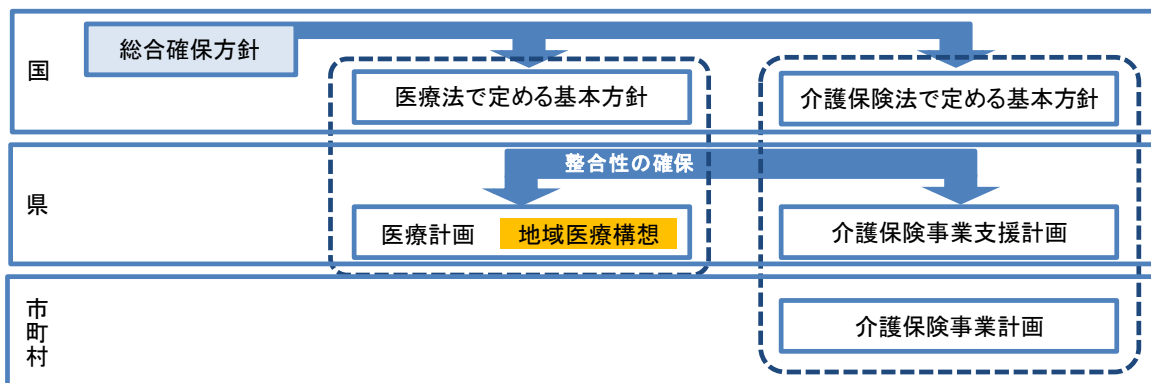 国
総合確保方針
医療法で定める基本方針
介護保険法で定める基本方針
県
整合性の確保
医療計画 地域医療構想
介護保険事業支援計画
市町村
介護保険事業計画